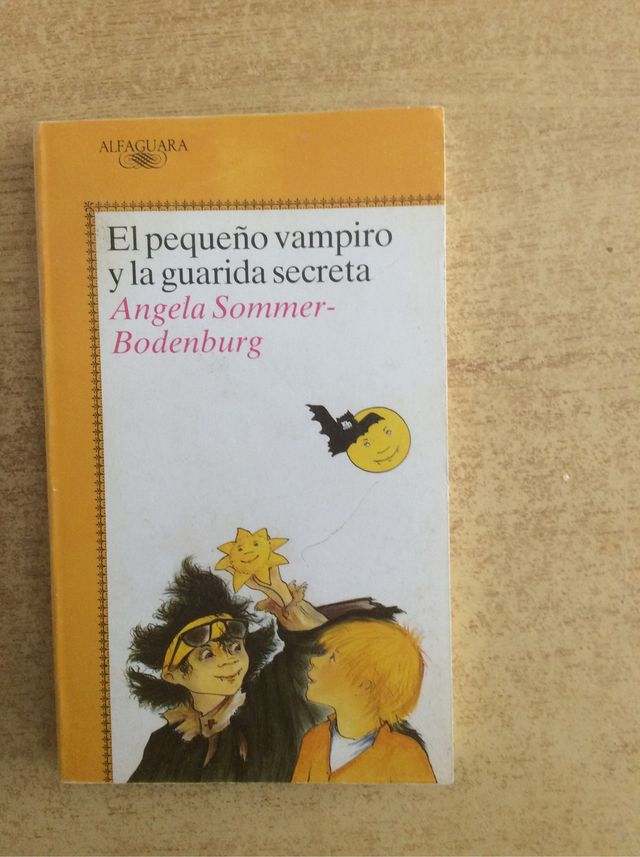 ALFAGUARA
El pequeño vampiro
y la guarida secreta
Angela Sommer-
Bodenburg